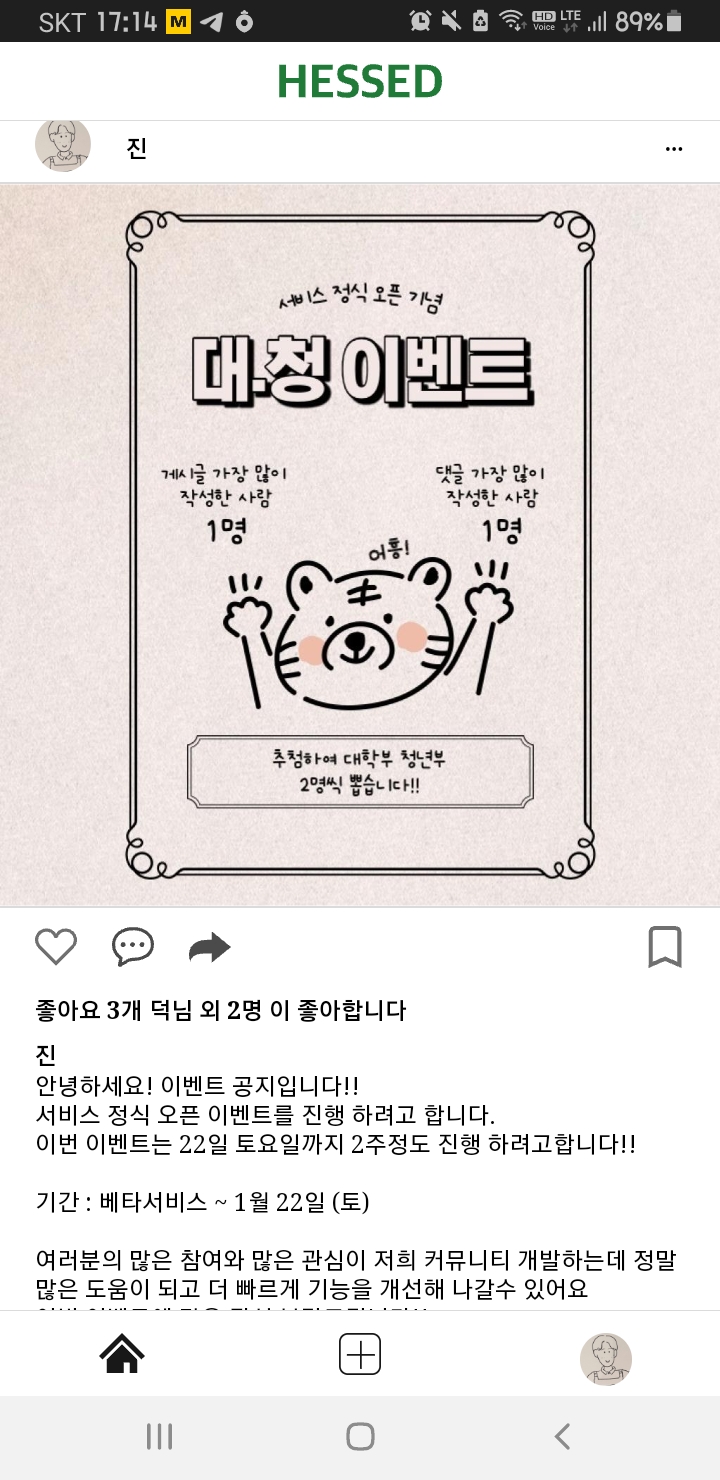 SKT 17:14 M HD Voice LTE 89%
HESSED
진
서비스 정식 오픈 기념
대·청 이벤트
게시글 가장 많이
작성한 사람
1명
댓글 가장 많이
작성한 사람
1명
어흥!
추첨하여 대학부 청년부
2명씩 뽑습니다!!
좋아요 3개 덕님 외 2명 이 좋아합니다
진
안녕하세요! 이벤트 공지입니다!!
서비스 정식 오픈 이벤트를 진행 하려고 합니다.
이번 이벤트는 22일 토요일까지 2주정도 진행 하려고합니다!!
기간 : 베타서비스 ~ 1월 22일 (토)
여러분의 많은 참여와 많은 관심이 저희 커뮤니티 개발하는데 정말
많은 도움이 되고 더 빠르게 기능을 개선해 나갈수 있어요